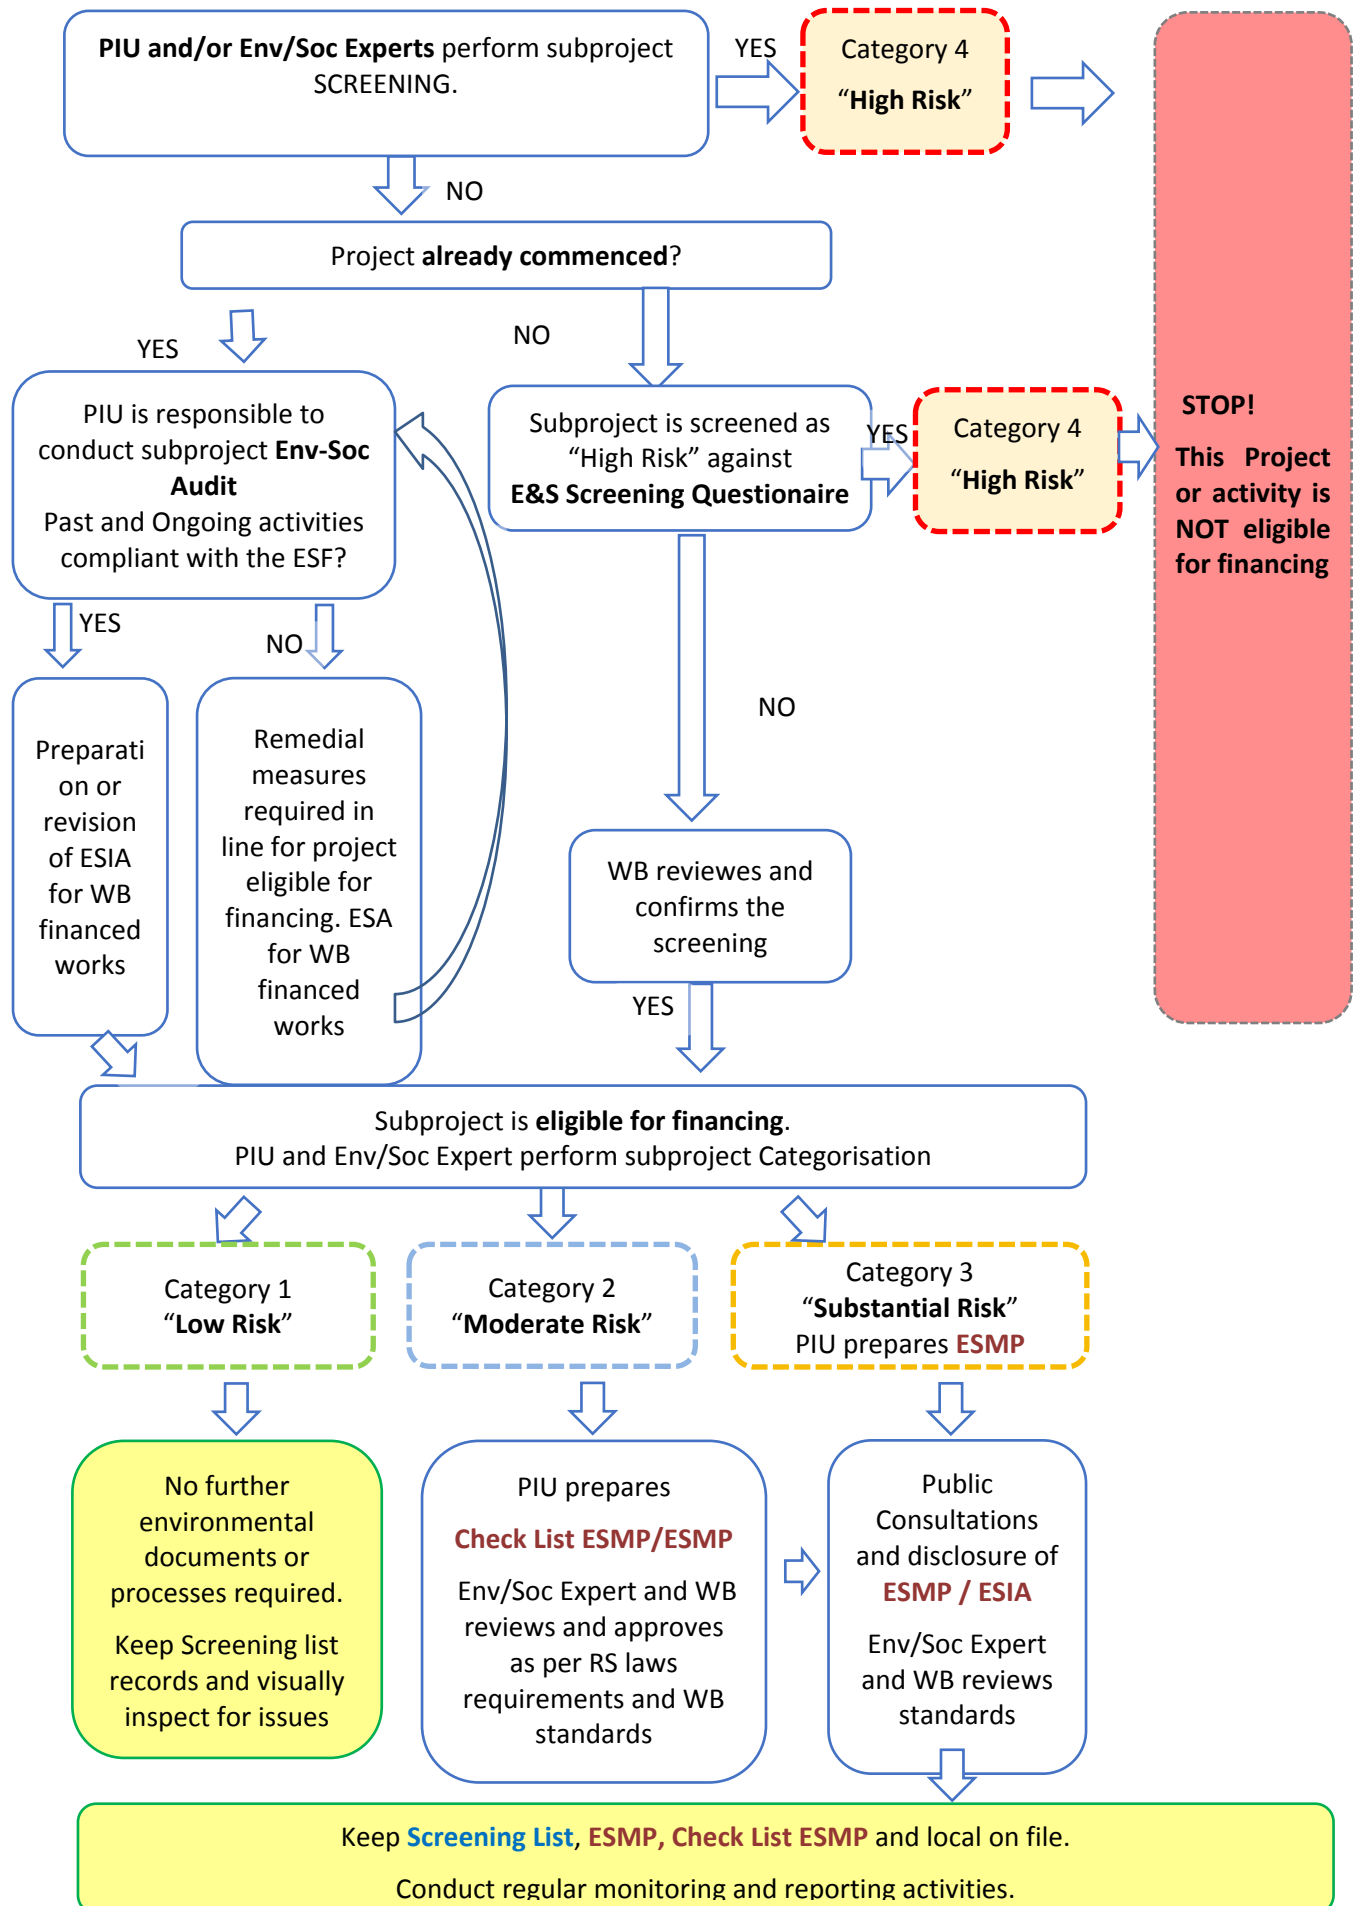 PIU and/or Env/Soc Experts perform subproject
SCREENING.
YES
Category 4
“High Risk”
NO
Project already commenced?
YES
NO
PIU is responsible to
conduct subproject Env-Soc
Audit
Past and Ongoing activities
compliant with the ESF?
Subproject is screened as
“High Risk” against
E&S Screening Questionaire
YES
Category 4
“High Risk”
STOP!
This Project
or activity is
NOT eligible
for financing
YES
NO
Preparati
on or
revision
of ESIA
for WB
financed
works
Remedial
measures
required in
line for project
eligible for
financing. ESA
for WB
financed
works
NO
WB reviewes and
confirms the
screening
YES
Subproject is eligible for financing.
PIU and Env/Soc Expert perform subproject Categorisation
Category 1
“Low Risk”
Category 2
“Moderate Risk”
Category 3
“Substantial Risk”
PIU prepares ESMP
No further
environmental
documents or
processes required.
Keep Screening list
records and visually
inspect for issues
PIU prepares
Check List ESMP/ESMP
Env/Soc Expert and WB
reviews and approves
as per RS laws
requirements and WB
standards
Public
Consultations
and disclosure of
ESMP / ESIA
Env/Soc Expert
and WB reviews
standards
Keep Screening List, ESMP, Check List ESMP and local on file.
Conduct regular monitoring and reporting activities.